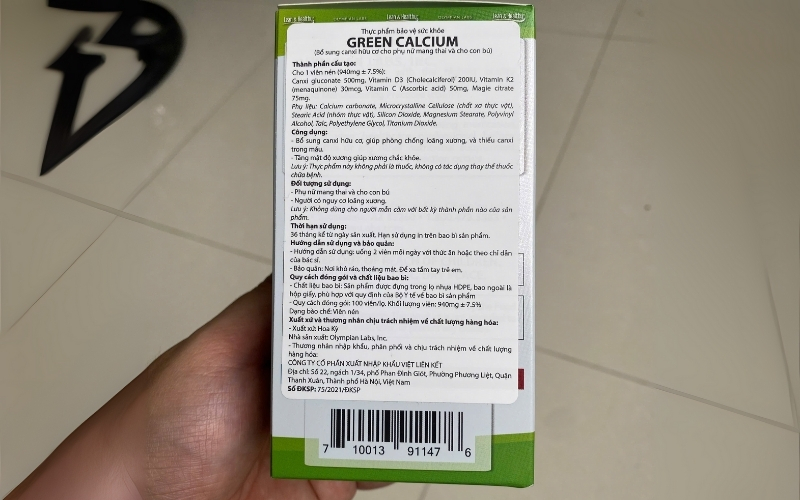 Lean & Healthy OLYMPIAN LABS Lean & Healthy OLYMPIAN LABS Lean & Healthy
Thực phẩm bảo vệ sức khỏe
GREEN CALCIUM
(Bổ sung canxi hữu cơ cho phụ nữ mang thai và cho con bú)
Thành phần cấu tạo:
Cho 1 viên nén (940mg ± 7.5%):
Canxi gluconate 500mg, Vitamin D3 (Cholecalciferol) 200IU, Vitamin K2
(menaquinone) 30mcg, Vitamin C (Ascorbic acid) 50mg, Magie citrate
75mg.
Phụ liệu: Calcium carbonate, Microcrystalline Cellulose (chất xơ thực vật),
Stearic Acid (nhóm thực vật), Silicon Dioxide, Magnesium Stearate, Polyvinyl
Alcohol, Talc, Polyethylene Glycol, Titanium Dioxide.
Công dụng:
- Bổ sung canxi hữu cơ, giúp phòng chống loãng xương, và thiếu canxi
trong máu.
- Tăng mật độ xương giúp xương chắc khỏe.
Lưu ý: Thực phẩm này không phải là thuốc, không có tác dụng thay thế thuốc
chữa bệnh.
Đối tượng sử dụng:
- Phụ nữ mang thai và cho con bú
- Người có nguy cơ loãng xương.
Lưu ý: Không dùng cho người mẫn cảm với bất kỳ thành phần nào của sản
phẩm.
Thời hạn sử dụng:
36 tháng kể từ ngày sản xuất. Hạn sử dụng in trên bao bì sản phẩm.
Hướng dẫn sử dụng và bảo quản:
- Hướng dẫn sử dụng: uống 2 viên mỗi ngày với thức ăn hoặc theo chỉ dẫn
của bác sĩ.
- Bảo quản: Nơi khô ráo, thoáng mát. Để xa tầm tay trẻ em.
Quy cách đóng gói và chất liệu bao bì:
- Chất liệu bao bì: Sản phẩm được đựng trong lọ nhựa HDPE, bao ngoài là
hộp giấy, phù hợp với quy định của Bộ Y tế về bao bì sản phẩm
- Quy cách đóng gói: 100 viên/lọ. Khối lượng viên: 940mg ± 7.5%
Dạng bào chế: Viên nén
Xuất xứ và thương nhân chịu trách nhiệm về chất lượng hàng hóa:
- Xuất xứ: Hoa Kỳ
Nhà sản xuất: Olympian Labs, Inc.
- Thương nhân nhập khẩu, phân phối và chịu trách nhiệm về chất lượng
hàng hóa:
CÔNG TY CỔ PHẦN XUẤT NHẬP KHẨU VIỆT LIÊN KẾT
Địa chỉ: Số 22, ngách 1/34, phố Phan Đình Giót, Phường Phương Liệt, Quận
Thanh Xuân, Thành phố Hà Nội, Việt Nam
Số ĐKSP: 75/2021/ĐKSP
7 10013 91147 6